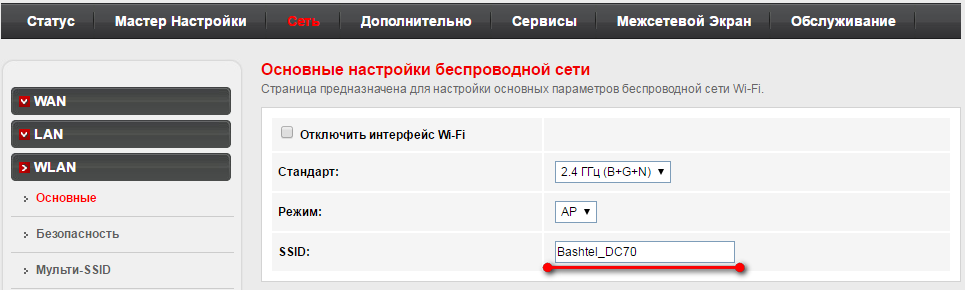 Статус Мастер Настройки Сеть Дополнительно Сервисы Межсетевой Экран Обслуживание
WAN
LAN
WLAN
Основные
Безопасность
Мульти-SSID
Основные настройки беспроводной сети
Страница предназначена для настройки основных параметров беспроводной сети Wi-Fi.
Отключить интерфейс Wi-Fi
Стандарт: 2.4 ГГц (B+G+N)
Режим: AP
SSID: Bashtel_DC70